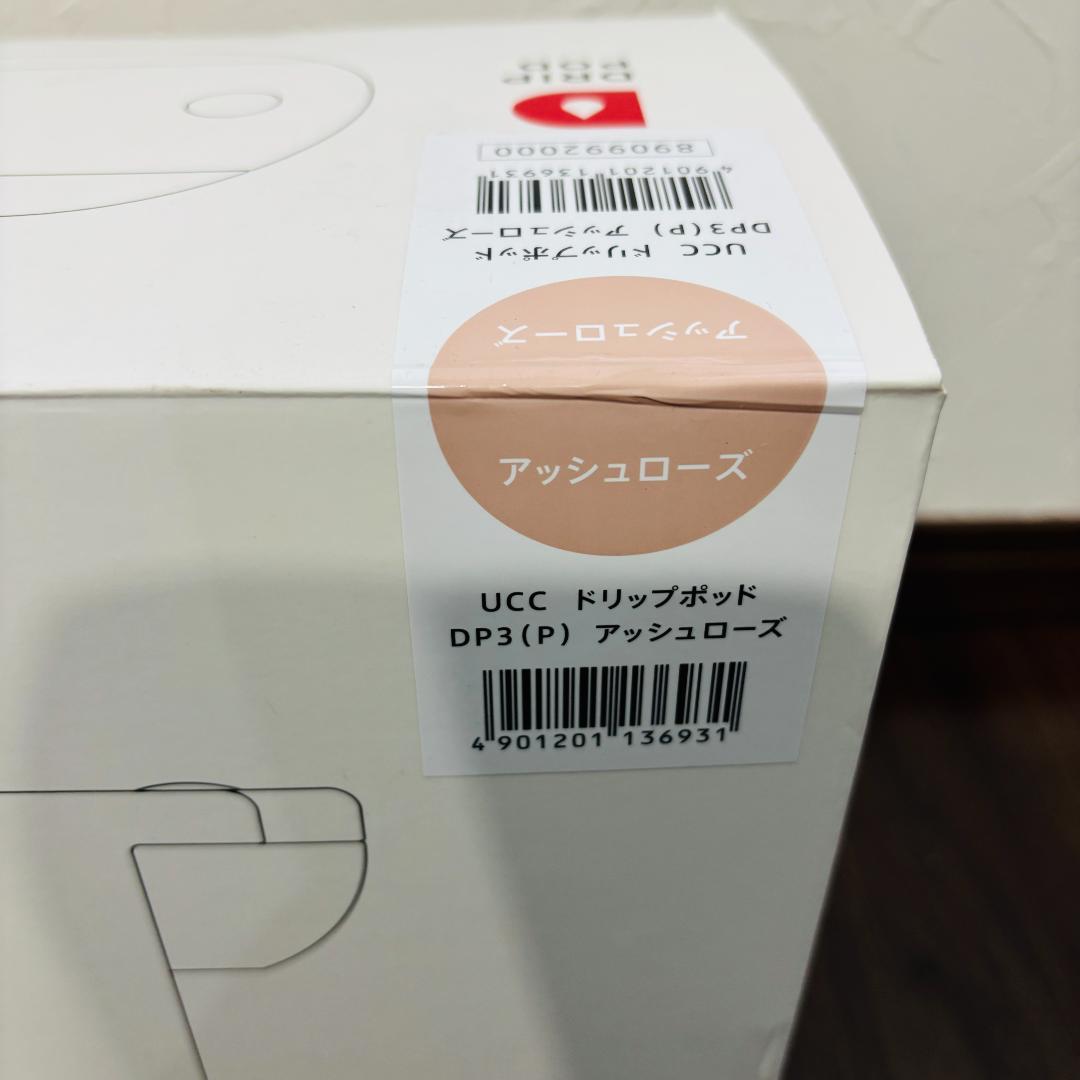 DRIP
POD
890992000
4901201136931
UCC ドリップポッド
DP3(P) アッシュローズ
アッシュローズ
アッシュローズ
UCC ドリップポッド
DP3(P) アッシュローズ
4901201136931